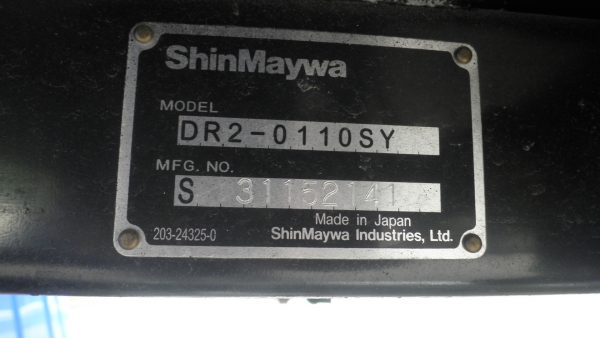 ShinMaywa
MODEL
DR2-0110SY
MFG. NO.
S 31152141
Made in Japan
203-24325-0 ShinMaywa Industries, Ltd.